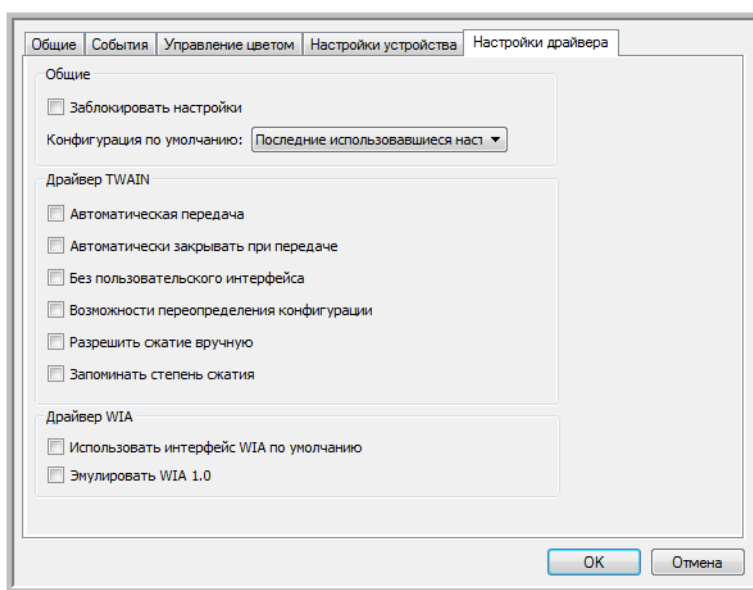 Общие События Управление цветом Настройки устройства Настройки драйвера
Общие
Заблокировать настройки
Конфигурация по умолчанию: Последние использовавшиеся наст
Драйвер TWAIN
Автоматическая передача
Автоматически закрывать при передаче
Без пользовательского интерфейса
Возможности переопределения конфигурации
Разрешить сжатие вручную
Запоминать степень сжатия
Драйвер WIA
Использовать интерфейс WIA по умолчанию
Эмулировать WIA 1.0
OK Отмена